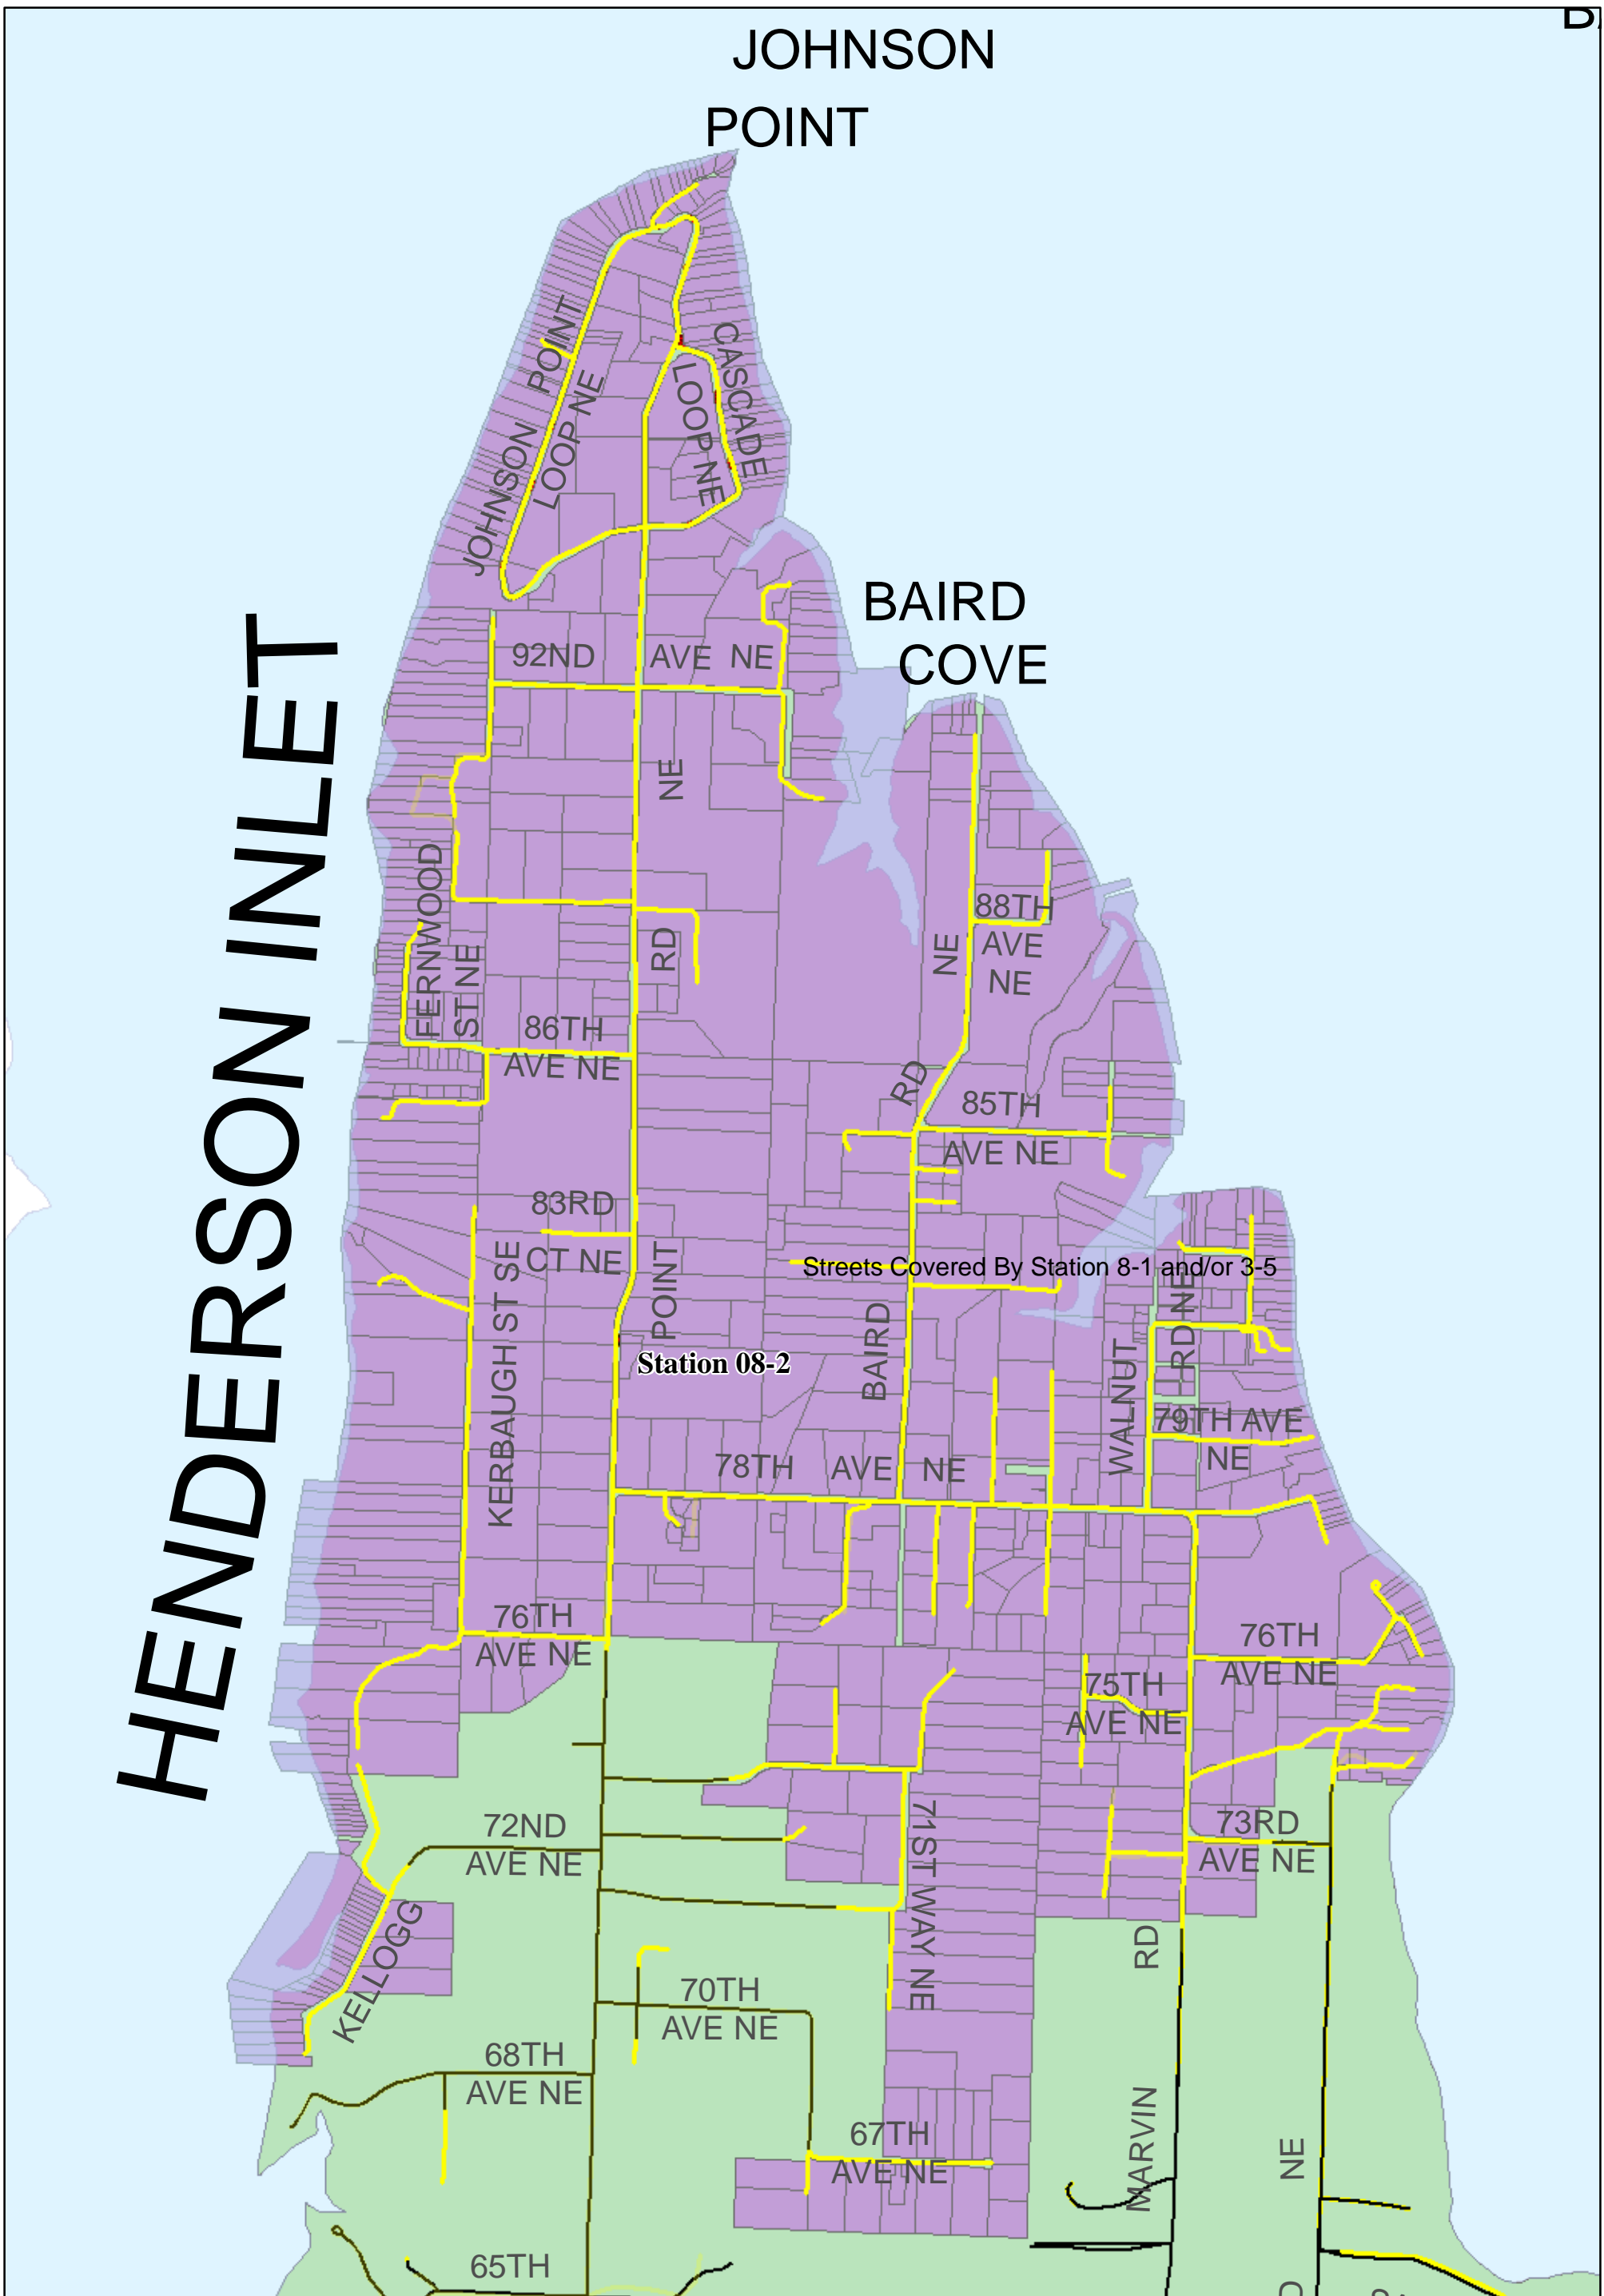 JOHNSON
POINT
JOHNSON POINT
LOOP NE
CASCADE
LOOP NE
BAIRD
COVE
HENDERSON INLET
92ND AVE NE
NE
FERNWOOD
ST NE
RD
NE
88TH
AVE
NE
86TH
AVE NE
RD
85TH
AVE NE
83RD
CT NE
KERBAUGH ST SE
POINT
Streets Covered By Station 8-1 and/or 3-5
RD NE
Station 08-2
BAIRD
WALNUT
79TH AVE
NE
78TH AVE NE
76TH
AVE NE
76TH
AVE NE
75TH
AVE NE
72ND
AVE NE
71ST WAY NE
73RD
AVE NE
KELLOGG
RD
70TH
AVE NE
68TH
AVE NE
67TH
AVE NE
MARVIN
NE
65TH